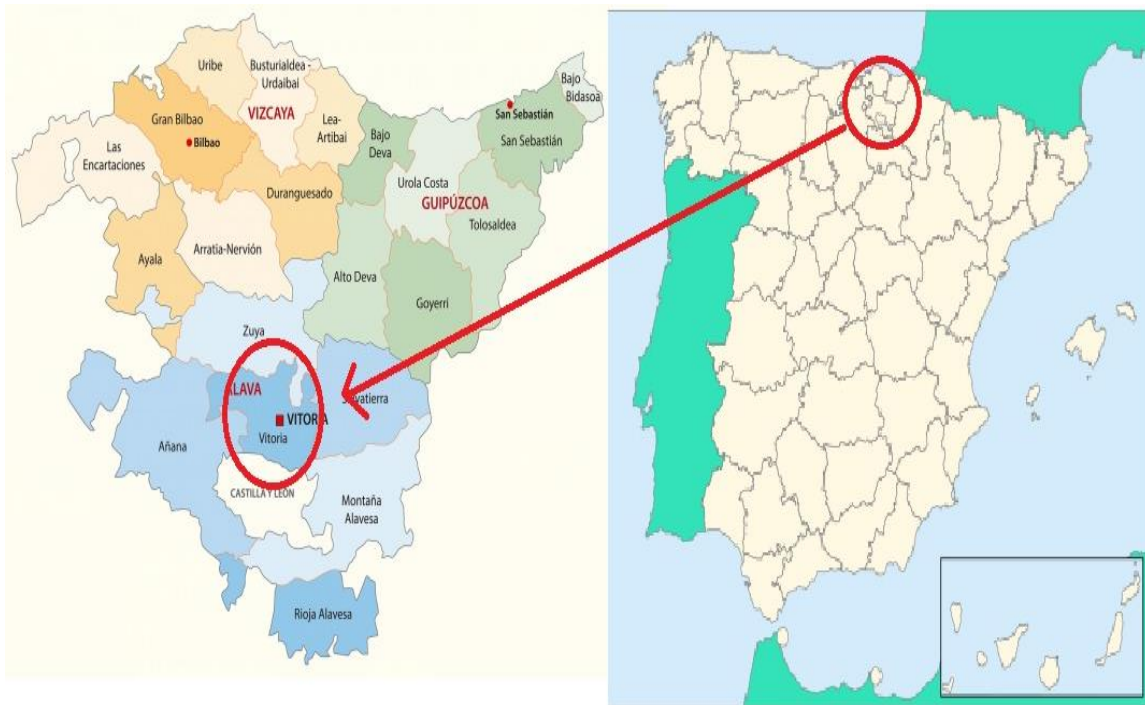 Uribe
Busturialdea -
Urdaibai
Bajo
Bidasoa
Gran Bilbao
VIZCAYA
San Sebastián
Lea-
Artibai
Bajo
Deva
San Sebastián
Bilbao
Las
Encartaciones
Duranguesado
Urola Costa
GUIPÚZCOA
Tolosaldea
Arratia-Nervión
Ayala
Alto Deva
Goyerri
Zuya
ALAVA
VITORIA
Vitoria
Añana
CASTILLA Y LEÓN
Montaña
Alavesa
Rioja Alavesa